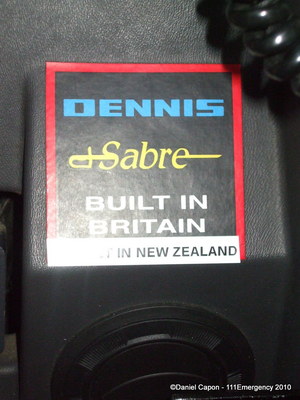 DENNIS
Sabre
BUILT IN
BRITAIN
IN NEW ZEALAND
©Daniel Capon - 111Emergency 2010